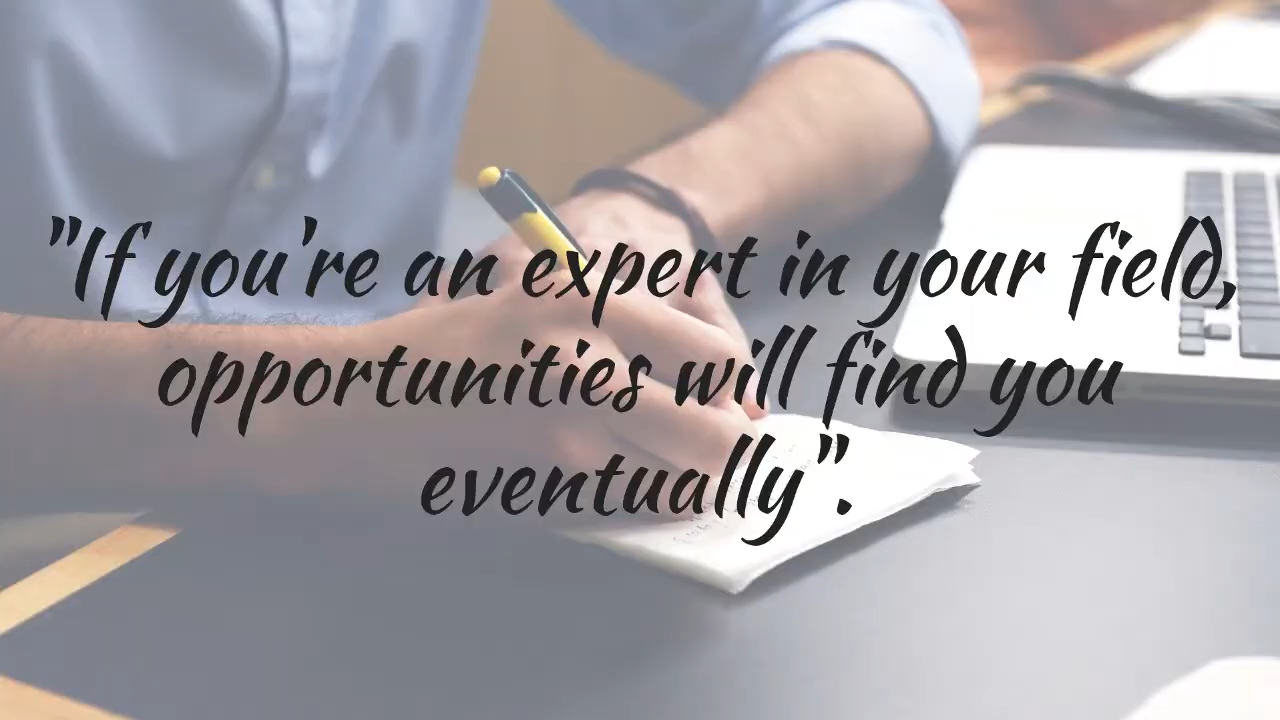 "If you're an expert in your field,
opportunities will find you
eventually".